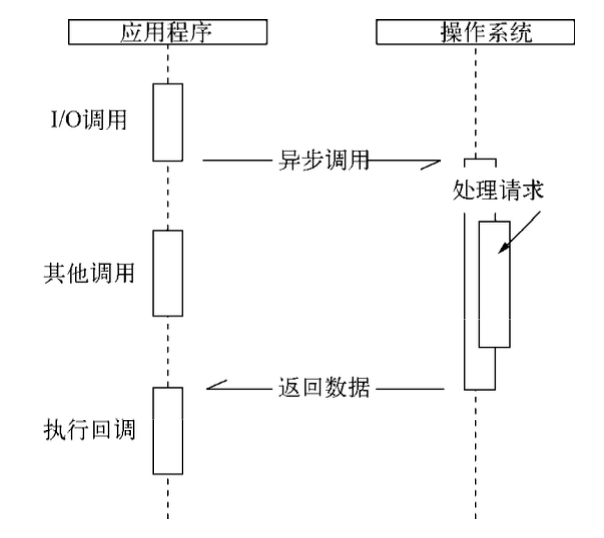 应用程序
操作系统
I/O调用
异步调用
处理请求
其他调用
返回数据
执行回调